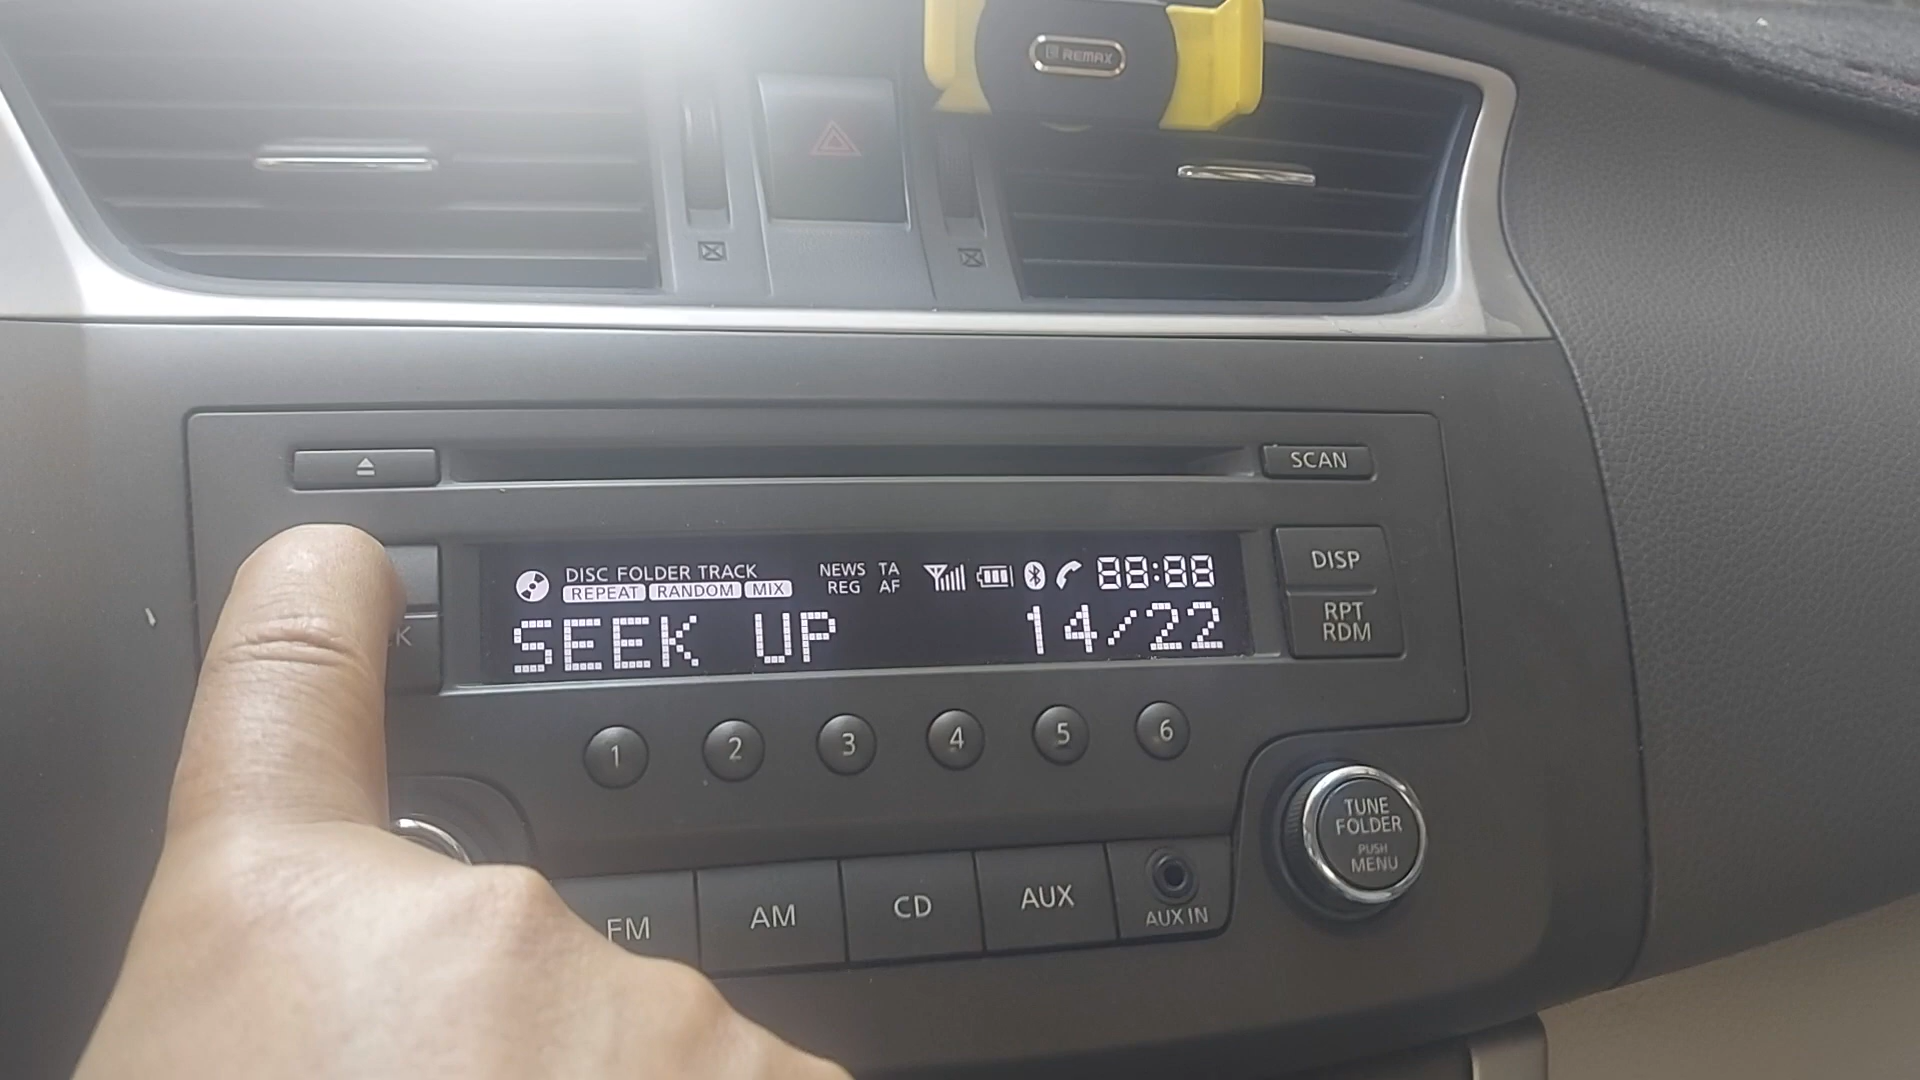 REMAX
SCAN
DISC FOLDER TRACK
REPEAT RANDOM MIX
NEWS TA
REG AF
88:88
SEEK UP 14/22
DISP
RPT
RDM
1 2 3 4 5 6
TUNE
FOLDER
PUSH
MENU
FM AM CD AUX
AUX IN